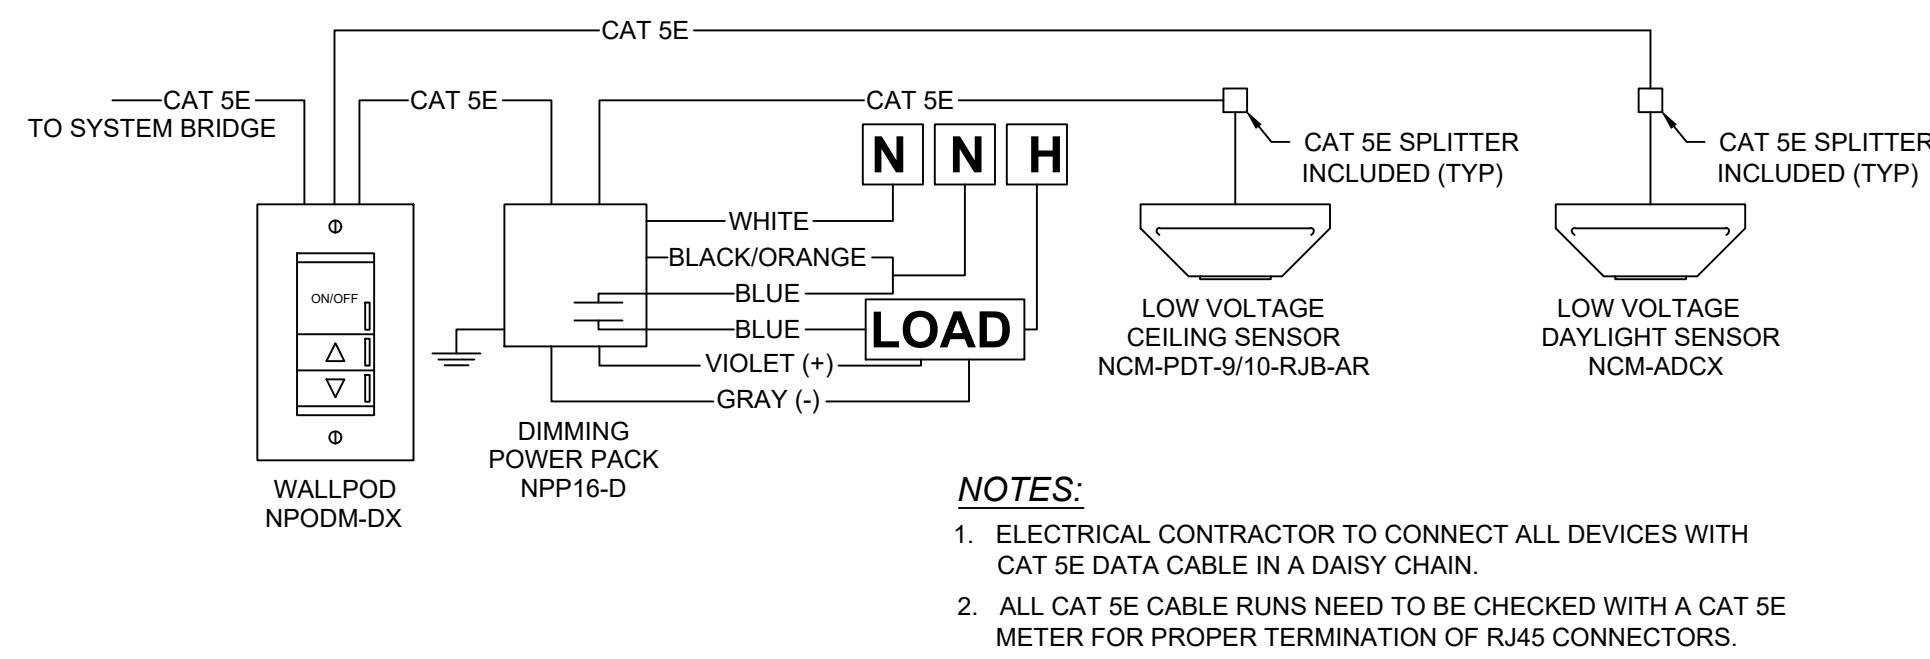 CAT 5E
CAT 5E
TO SYSTEM BRIDGE
CAT 5E
CAT 5E
N N H
CAT 5E SPLITTER
INCLUDED (TYP)
CAT 5E SPLITTER
INCLUDED (TYP)
WHITE
BLACK/ORANGE
BLUE
BLUE
VIOLET (+)
GRAY (-)
LOAD
ON/OFF
WALLPOD
NPODM-DX
DIMMING
POWER PACK
NPP16-D
LOW VOLTAGE
CEILING SENSOR
NCM-PDT-9/10-RJB-AR
LOW VOLTAGE
DAYLIGHT SENSOR
NCM-ADCX
NOTES:
1. ELECTRICAL CONTRACTOR TO CONNECT ALL DEVICES WITH
CAT 5E DATA CABLE IN A DAISY CHAIN.
2. ALL CAT 5E CABLE RUNS NEED TO BE CHECKED WITH A CAT 5E
METER FOR PROPER TERMINATION OF RJ45 CONNECTORS.